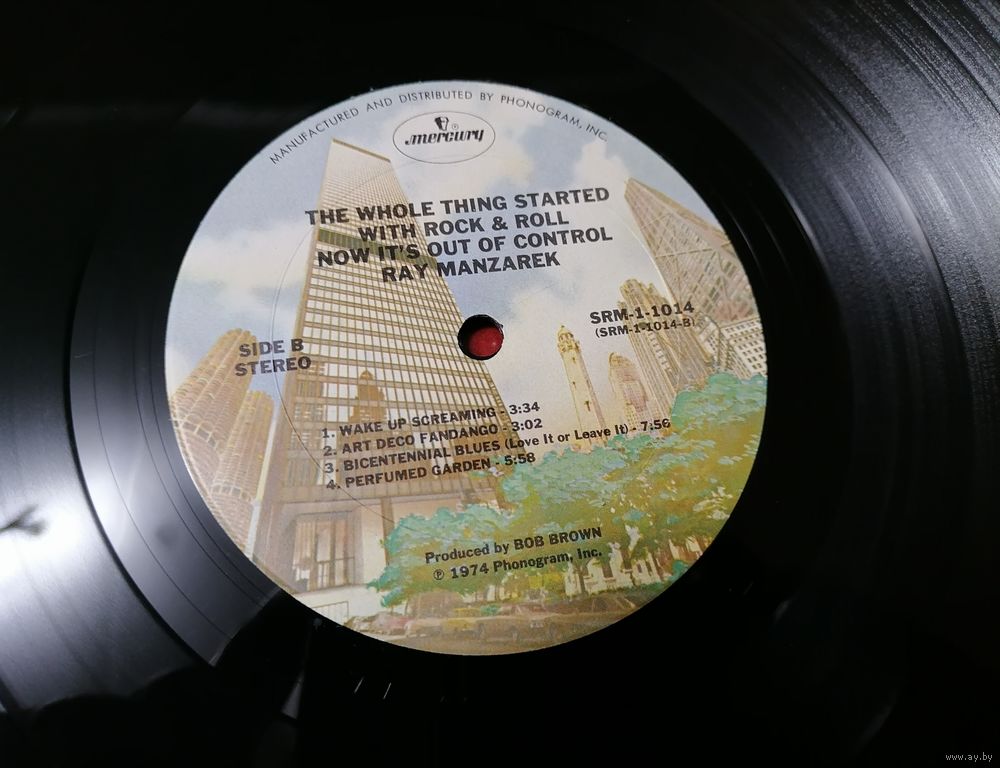 MANUFACTURED AND DISTRIBUTED BY PHONOGRAM, INC.
mercury ®
THE WHOLE THING STARTED
WITH ROCK & ROLL
NOW IT'S OUT OF CONTROL
RAY MANZAREK
SRM-1-1014
(SRM-1-1014-B)
SIDE B
STEREO
1. WAKE UP SCREAMING - 3:34
2. ART DECO FANDANGO - 3:02
3. BICENTENNIAL BLUES (Love It or Leave It) - 7:56
4. PERFUMED GARDEN - 5:58
Produced by BOB BROWN
℗ 1974 Phonogram, Inc.
www.ay.by